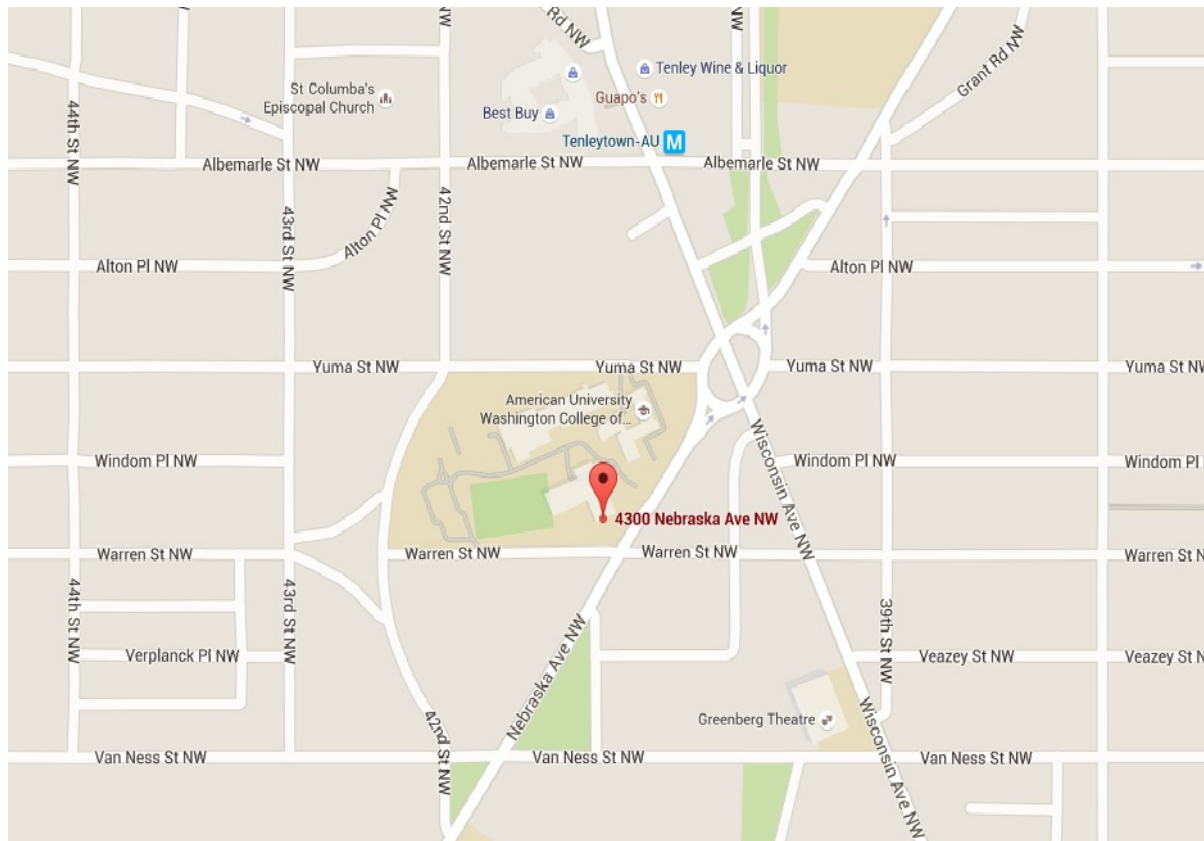 Rd NW
Tenley Wine & Liquor
Grant Rd NW
St Columba's
Episcopal Church
Guapo's
Best Buy
44th St NW
Tenleytown-AU
M
Albemarle St NW
Albemarle St NW
Albemarle St NW
Alton Pl NW
42nd St NW
43rd St NW
Alton Pl NW
Alton Pl NW
Yuma St NW
Yuma St NW
Yuma St NW
Yuma St NW
American University
Washington College of...
Wisconsin Ave NW
Windom Pl NW
Windom Pl NW
Windom Pl
4300 Nebraska Ave NW
Warren St NW
Warren St NW
Warren St NW
Warren St N
44th St NW
43rd St NW
39th St NW
Nebraska Ave NW
Verplanck Pl NW
Veazey St NW
Veazey St N
Greenberg Theatre
42nd St NW
Wisconsin Ave NW
Van Ness St NW
Van Ness St NW
Van Ness St NW